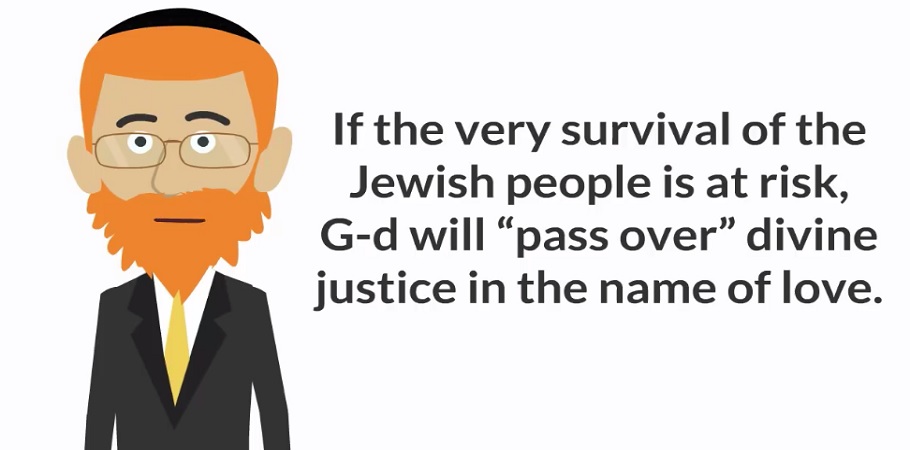 If the very survival of the
Jewish people is at risk,
G-d will “pass over” divine
justice in the name of love.